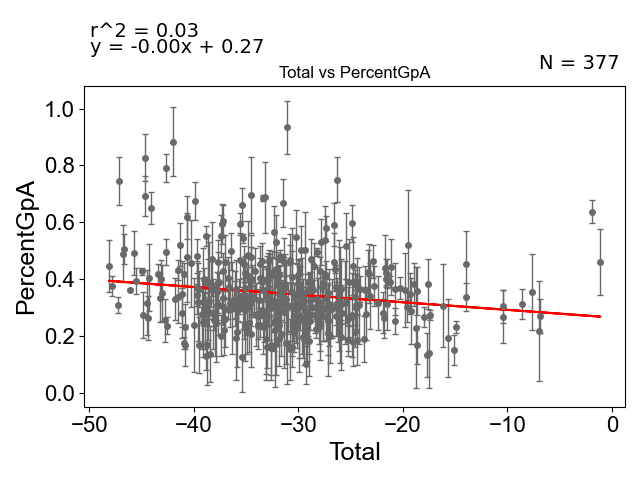 r^2 = 0.03
y = -0.00x + 0.27
N = 377
Total vs PercentGpA
PercentGpA
1.0
0.8
0.6
0.4
0.2
0.0
−50
−40
−30
−20
−10
0
Total